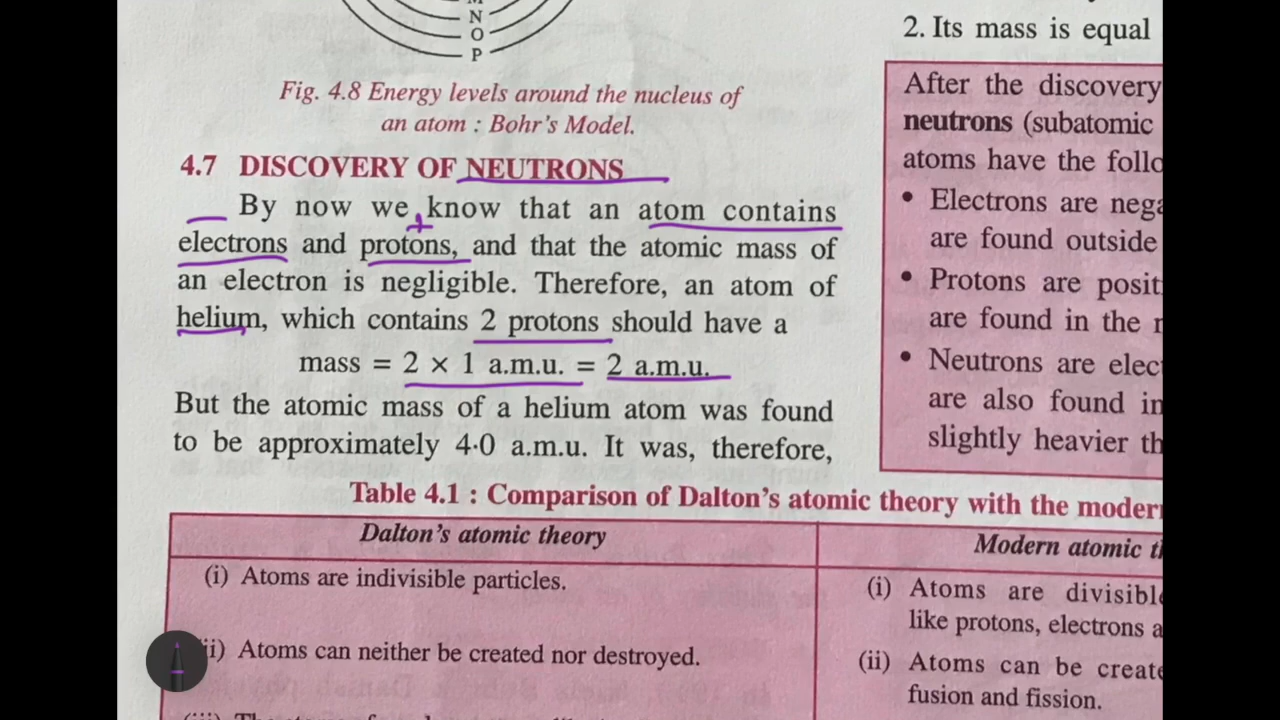 N
O
P
Fig. 4.8 Energy levels around the nucleus of
an atom : Bohr's Model.
4.7 DISCOVERY OF NEUTRONS
By now we know that an atom contains
electrons and protons, and that the atomic mass of
an electron is negligible. Therefore, an atom of
helium, which contains 2 protons should have a
mass = 2 × 1 a.m.u. = 2 a.m.u.
But the atomic mass of a helium atom was found
to be approximately 4·0 a.m.u. It was, therefore,
2. Its mass is equal
After the discovery
neutrons (subatomic
atoms have the follo
• Electrons are nega
are found outside
• Protons are posit
are found in the
• Neutrons are elec
are also found in
slightly heavier th
Table 4.1 : Comparison of Dalton's atomic theory with the moder
Dalton's atomic theory
(i) Atoms are indivisible particles.
ii) Atoms can neither be created nor destroyed.
Modern atomic t
(i) Atoms are divisibl
like protons, electrons a
(ii) Atoms can be create
fusion and fission.